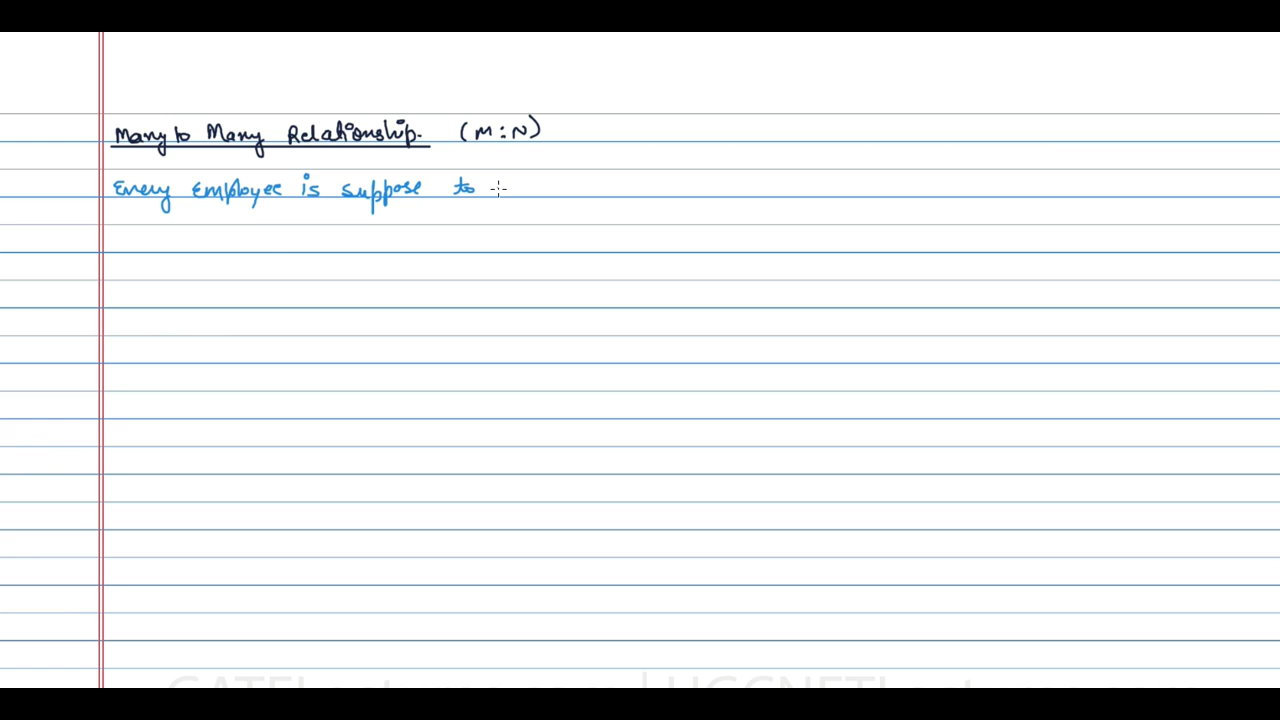 Many to Many Relationship. (M:N)
Every Employee is suppose to